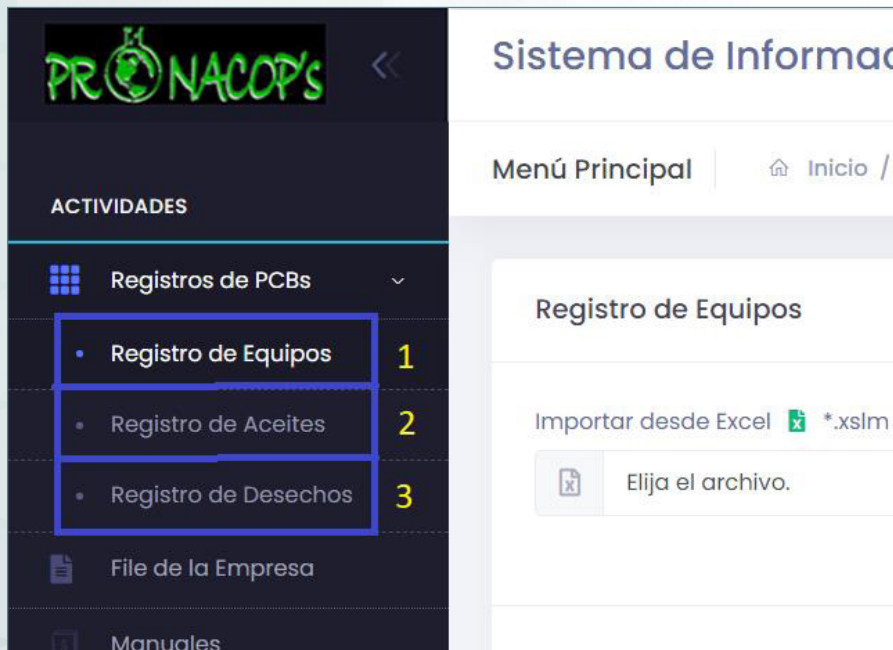 PRONACOP's
ACTIVIDADES
Registros de PCBs
Registro de Equipos 1
Registro de Aceites 2
Registro de Desechos 3
File de la Empresa
Manuales
Sistema de Informac
Menú Principal Inicio /
Registro de Equipos
Importar desde Excel *.xslm
Elija el archivo.